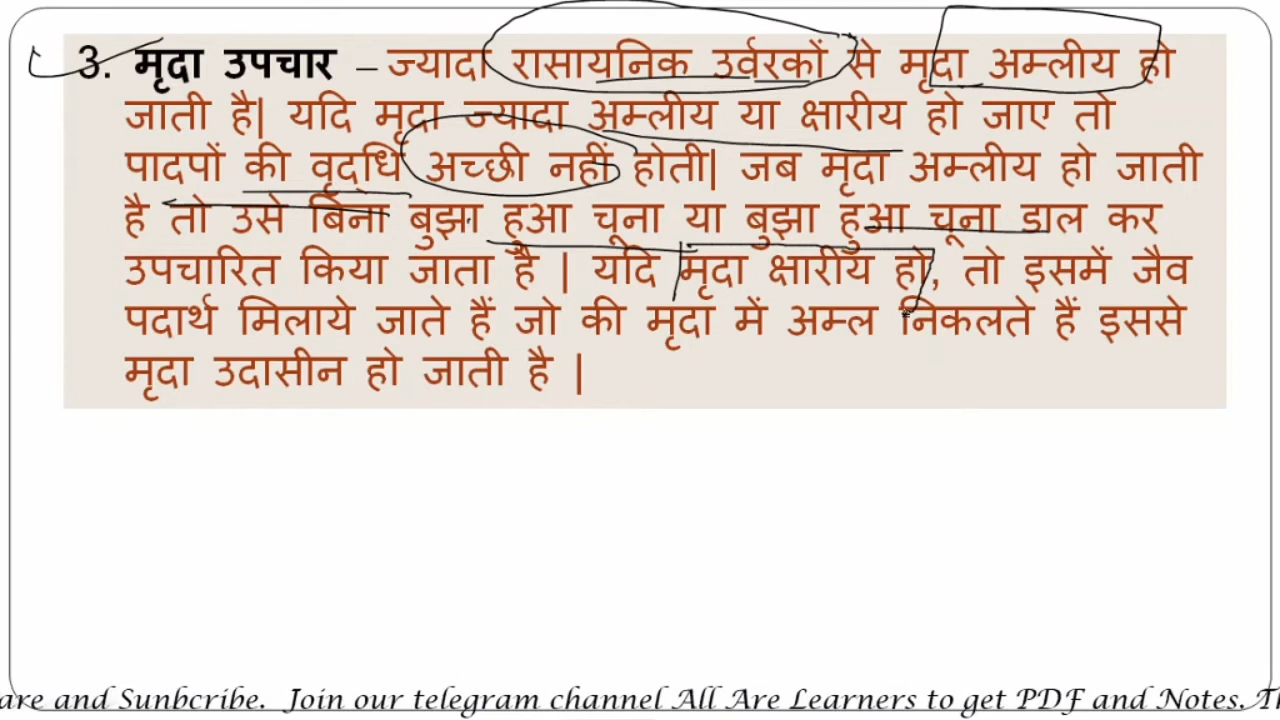 3. मृदा उपचार – ज्यादा रासायनिक उर्वरकों से मृदा अम्लीय हो
जाती है| यदि मृदा ज्यादा अम्लीय या क्षारीय हो जाए तो
पादपों की वृद्धि अच्छी नहीं होती| जब मृदा अम्लीय हो जाती
है तो उसे बिना बुझा हुआ चूना या बुझा हुआ चूना डाल कर
उपचारित किया जाता है | यदि मृदा क्षारीय हो, तो इसमें जैव
पदार्थ मिलाये जाते हैं जो की मृदा में अम्ल निकलते हैं इससे
मृदा उदासीन हो जाती है |
are and Sunbcribe. Join our telegram channel All Are Learners to get PDF and Notes. Th